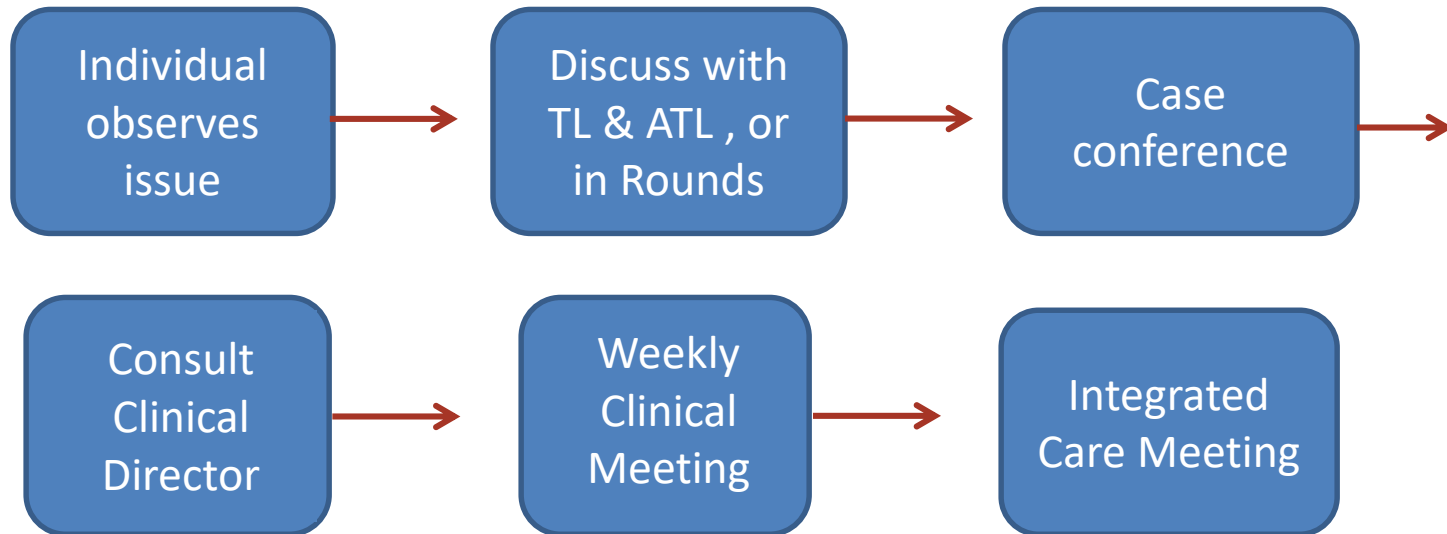 Individual
observes
issue
Discuss with
TL & ATL , or
in Rounds
Case
conference
Consult
Clinical
Director
Weekly
Clinical
Meeting
Integrated
Care Meeting